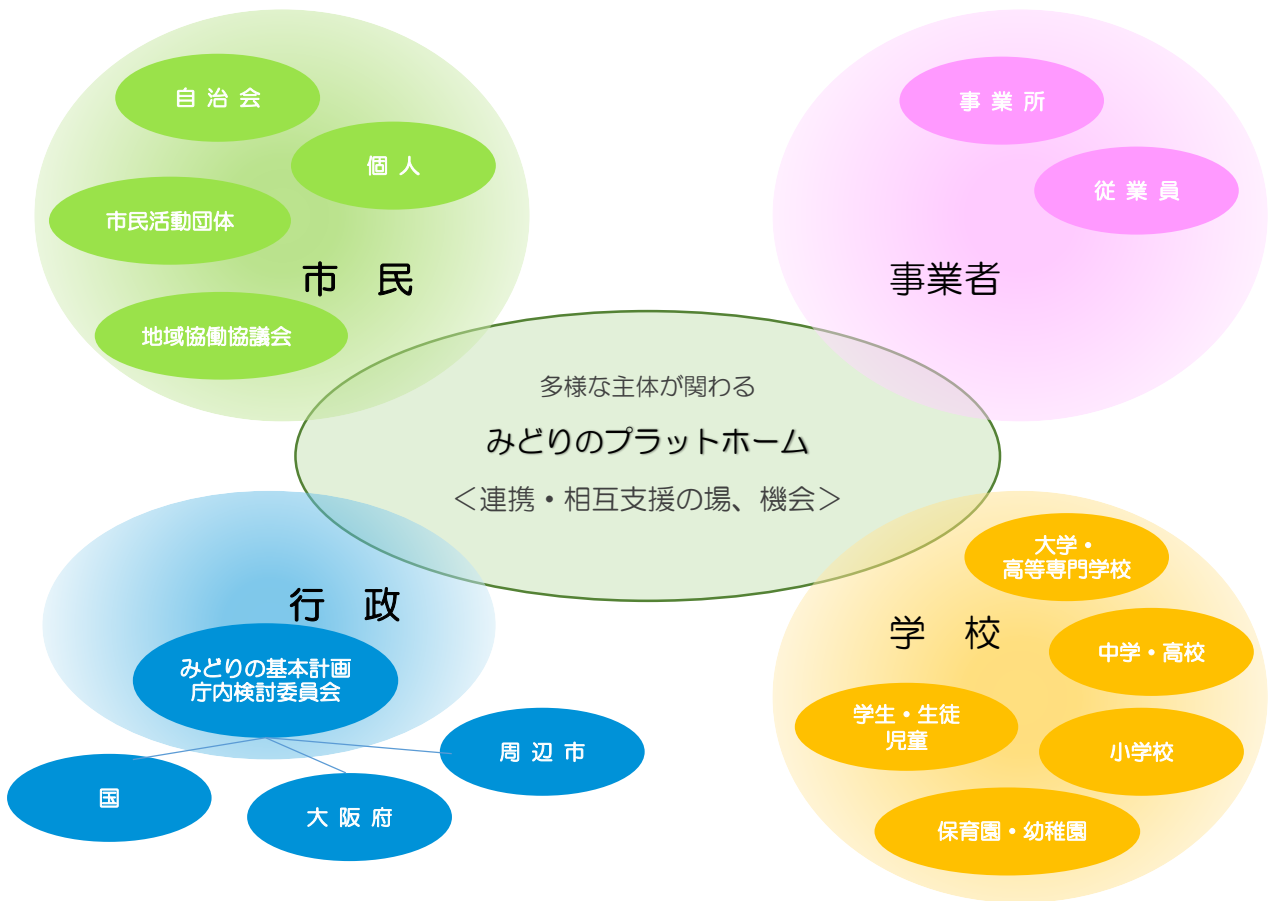 自 治 会
個 人
市民活動団体
市　民
地域協働協議会
事 業 所
従 業 員
事業者
多様な主体が関わる
みどりのプラットホーム
＜連携・相互支援の場、機会＞
行　政
みどりの基本計画
庁内検討委員会
周 辺 市
国
大 阪 府
大学・
高等専門学校
学　校
中学・高校
学生・生徒
児童
小学校
保育園・幼稚園